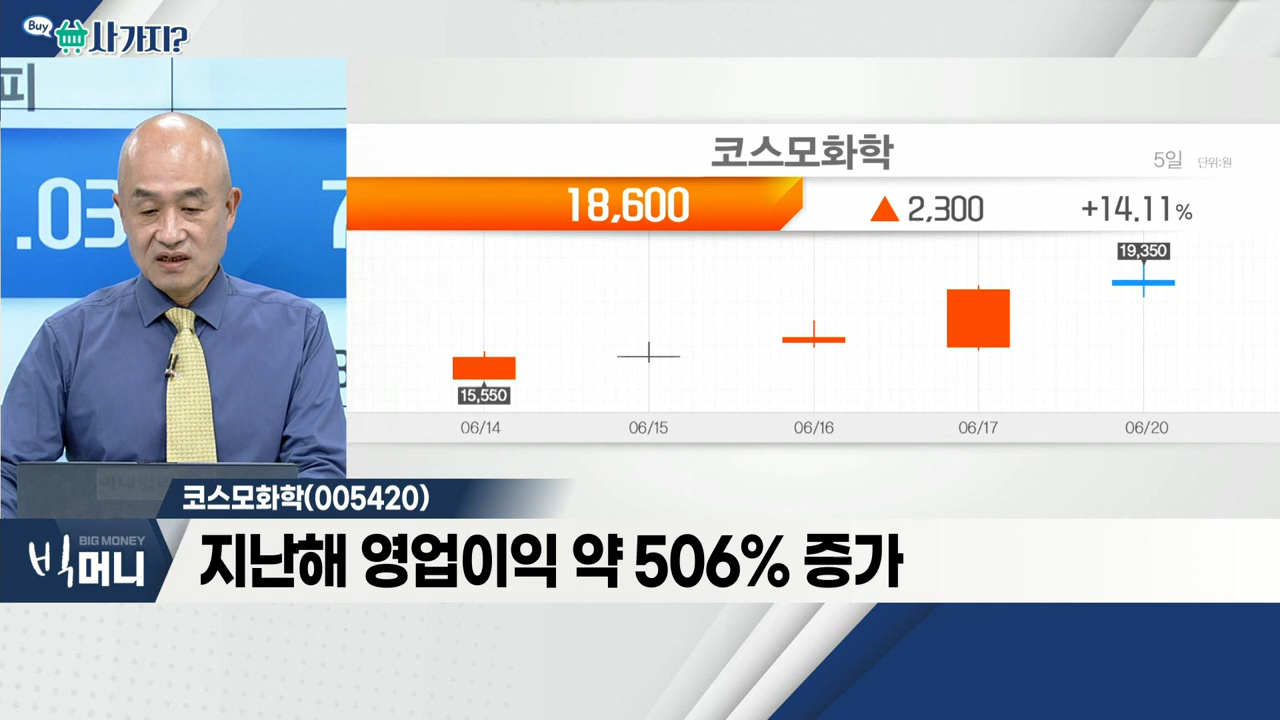 Buy
사가지?
피
.03
코스모화학
5일 단위:원
18,600
▲ 2,300
+14.11%
19,350
15,550
06/14
06/15
06/16
06/17
06/20
코스모화학(005420)
BIG MONEY
빅머니
지난해 영업이익 약 506% 증가